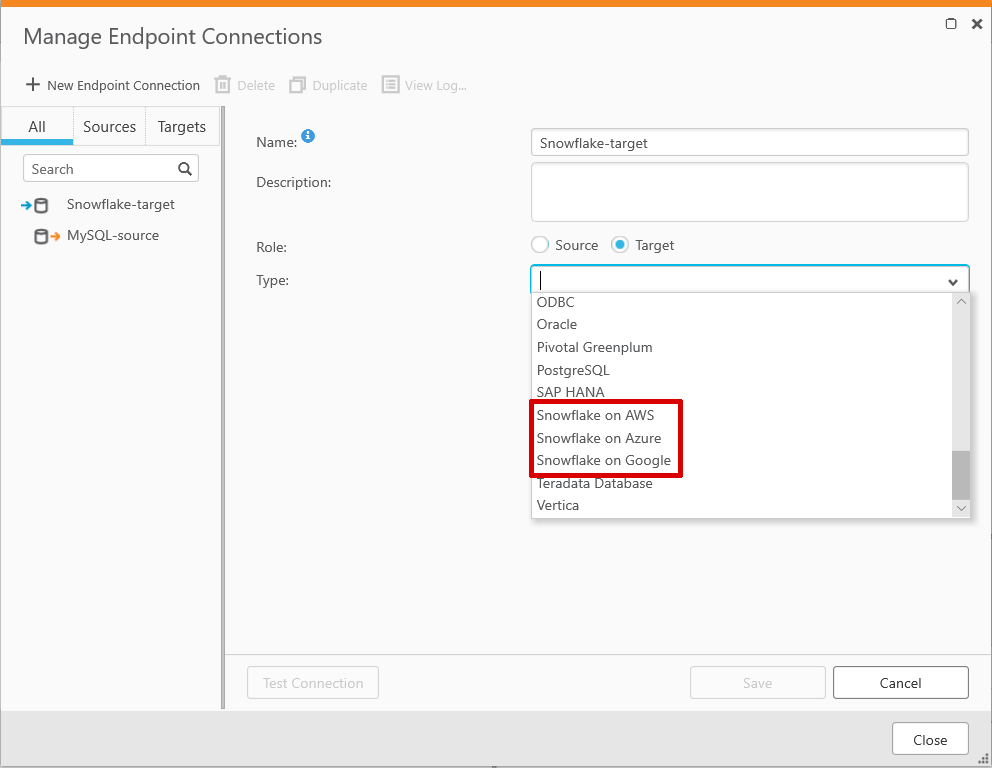 Manage Endpoint Connections
New Endpoint Connection Delete Duplicate View Log...
All Sources Targets
Search
Snowflake-target
MySQL-source
Name: Snowflake-target
Description:
Role: Source Target
Type:
ODBC
Oracle
Pivotal Greenplum
PostgreSQL
SAP HANA
Snowflake on AWS
Snowflake on Azure
Snowflake on Google
Teradata Database
Vertica
Test Connection Save Cancel
Close